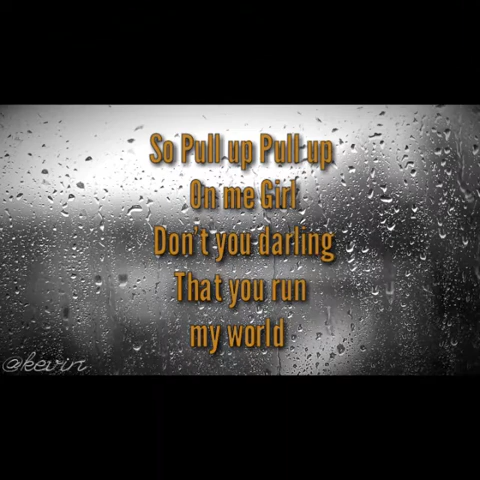 So Pull up Pull up
On me Girl
Don't you darling
That you run
my world
@kevin